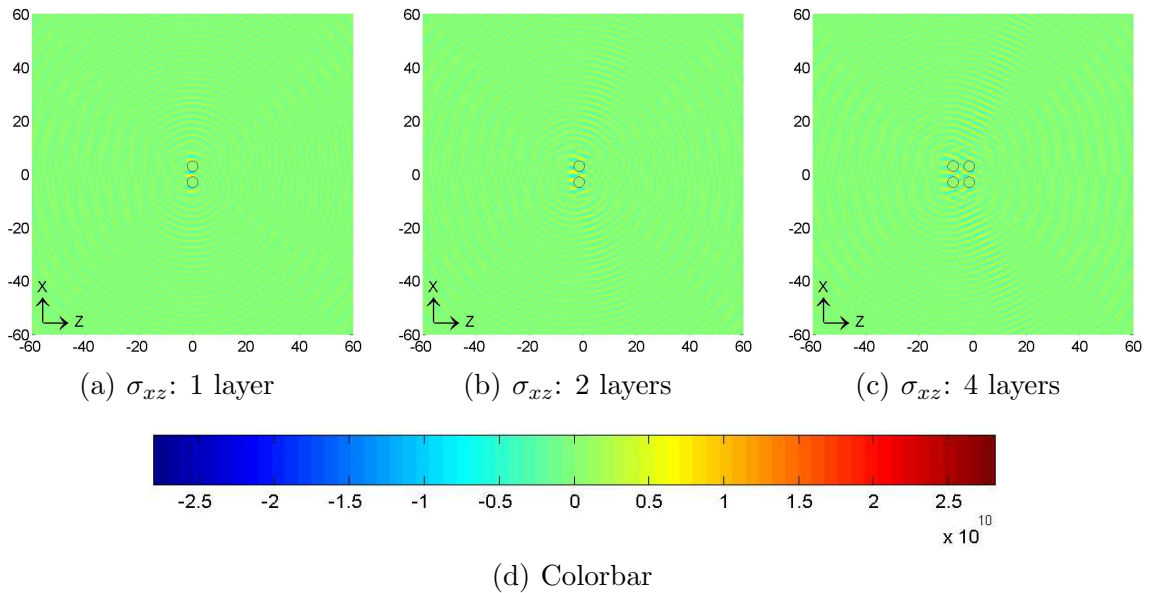 60
40
20
0
-20
-40
-60
X
Z
-60 -40 -20 0 20 40 60
(a) σxz: 1 layer
60
40
20
0
-20
-40
-60
X
Z
-60 -40 -20 0 20 40 60
(b) σxz: 2 layers
60
40
20
0
-20
-40
-60
X
Z
-60 -40 -20 0 20 40 60
(c) σxz: 4 layers
-2.5 -2 -1.5 -1 -0.5 0 0.5 1 1.5 2 2.5
x 10^10
(d) Colorbar